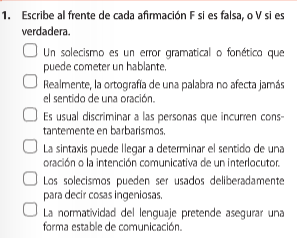 1. Escribe al frente de cada afirmación F si es falsa, o V si es
verdadera.
Un solecismo es un error gramatical o fonético que
puede cometer un hablante.
Realmente, la ortografía de una palabra no afecta jamás
el sentido de una oración.
Es usual discriminar a las personas que incurren cons-
tantemente en barbarismos.
La sintaxis puede llegar a determinar el sentido de una
oración o la intención comunicativa de un interlocutor.
Los solecismos pueden ser usados deliberadamente
para decir cosas ingeniosas.
La normatividad del lenguaje pretende asegurar una
forma estable de comunicación.